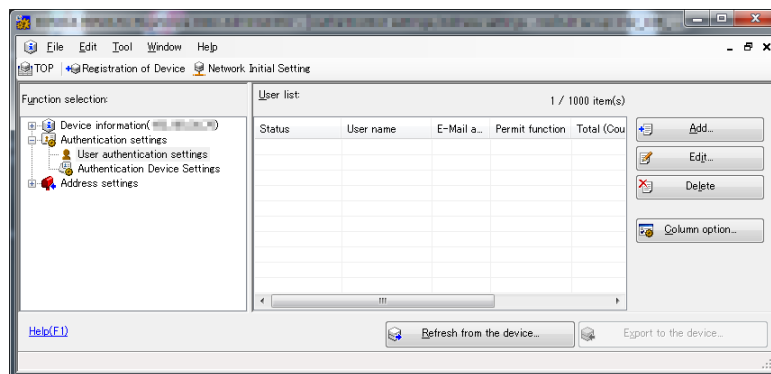 File Edit Tool Window Help
TOP Registration of Device Network Initial Setting
Function selection:
Device information( )
Authentication settings
User authentication settings
Authentication Device Settings
Address settings
User list:
1 / 1000 item(s)
Status User name E-Mail a... Permit function Total (Cou
Add...
Edit...
Delete
Column option...
Help(F1)
Refresh from the device...
Export to the device...